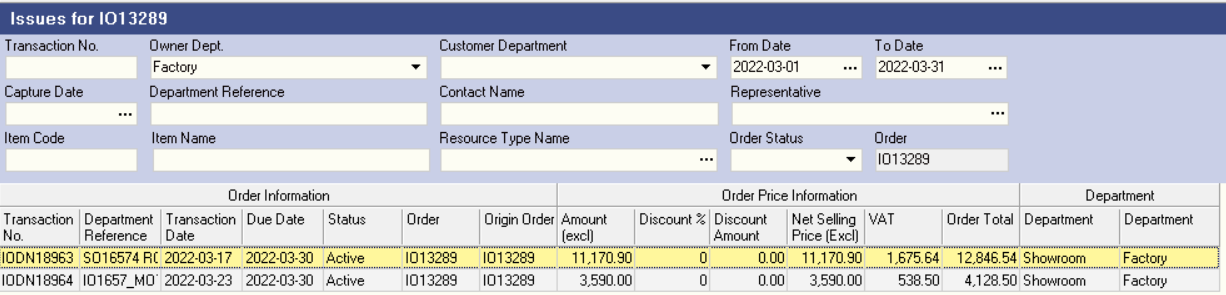 Issues for IO13289
Transaction No. Owner Dept. Customer Department From Date To Date
Factory 2022-03-01 ... 2022-03-31 ...
Capture Date Department Reference Contact Name Representative
... ...
Item Code Item Name Resource Type Name Order Status Order
... IO13289
Order Information Order Price Information Department
Transaction No. Department Reference Transaction Date Due Date Status Order Origin Order Amount (excl) Discount % Discount Amount Net Selling Price (Excl) VAT Order Total Department Department
IODN18963 SO16574 2022-03-17 2022-03-30 Active IO13289 IO13289 11,170.90 0 0.00 11,170.90 1,675.64 12,846.54 Showroom Factory
IODN18964 IO1657_MO 2022-03-23 2022-03-30 Active IO13289 IO13289 3,590.00 0 0.00 3,590.00 538.50 4,128.50 Showroom Factory